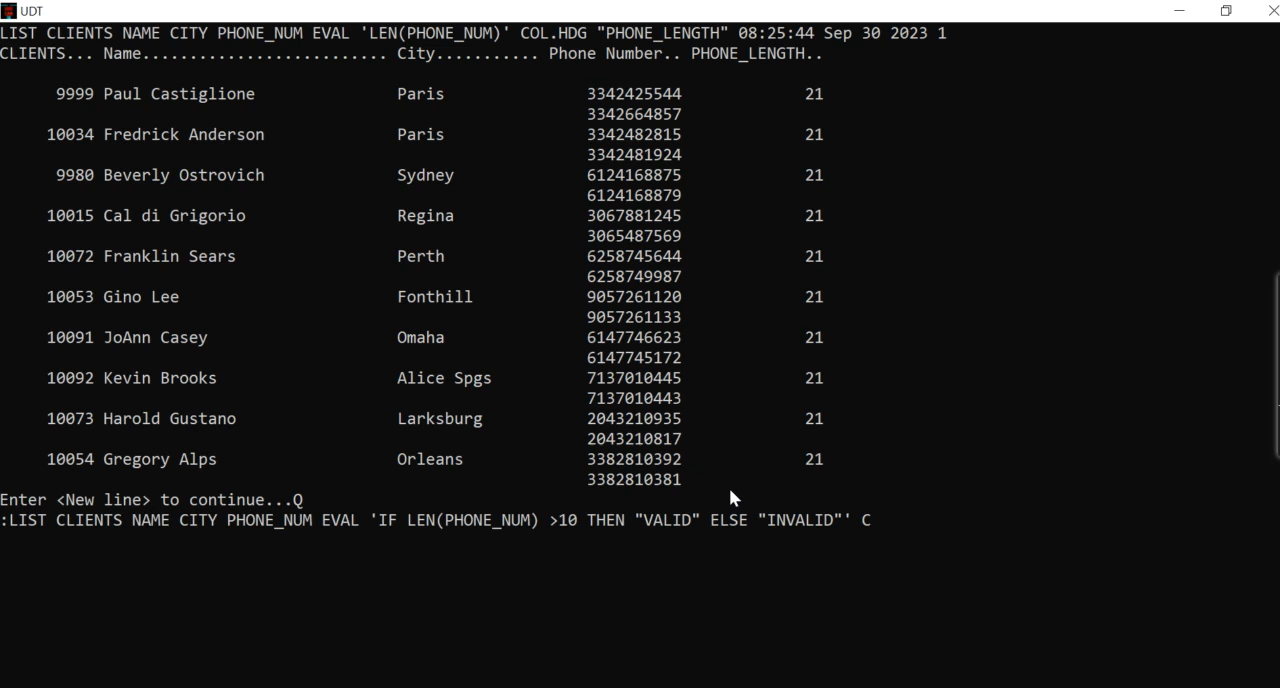 UDT
LIST CLIENTS NAME CITY PHONE_NUM EVAL 'LEN(PHONE_NUM)' COL.HDG "PHONE_LENGTH" 08:25:44 Sep 30 2023 1
CLIENTS... Name.......................... City........... Phone Number.. PHONE_LENGTH..
9999 Paul Castiglione Paris 3342425544 21
3342664857
10034 Fredrick Anderson Paris 3342482815 21
3342481924
9980 Beverly Ostrovich Sydney 6124168875 21
6124168879
10015 Cal di Grigorio Regina 3067881245 21
3065487569
10072 Franklin Sears Perth 6258745644 21
6258749987
10053 Gino Lee Fonthill 9057261120 21
9057261133
10091 JoAnn Casey Omaha 6147746623 21
6147745172
10092 Kevin Brooks Alice Spgs 7137010445 21
7137010443
10073 Harold Gustano Larksburg 2043210935 21
2043210817
10054 Gregory Alps Orleans 3382810392 21
3382810381
Enter <New line> to continue...Q
:LIST CLIENTS NAME CITY PHONE_NUM EVAL 'IF LEN(PHONE_NUM) >10 THEN "VALID" ELSE "INVALID"' C